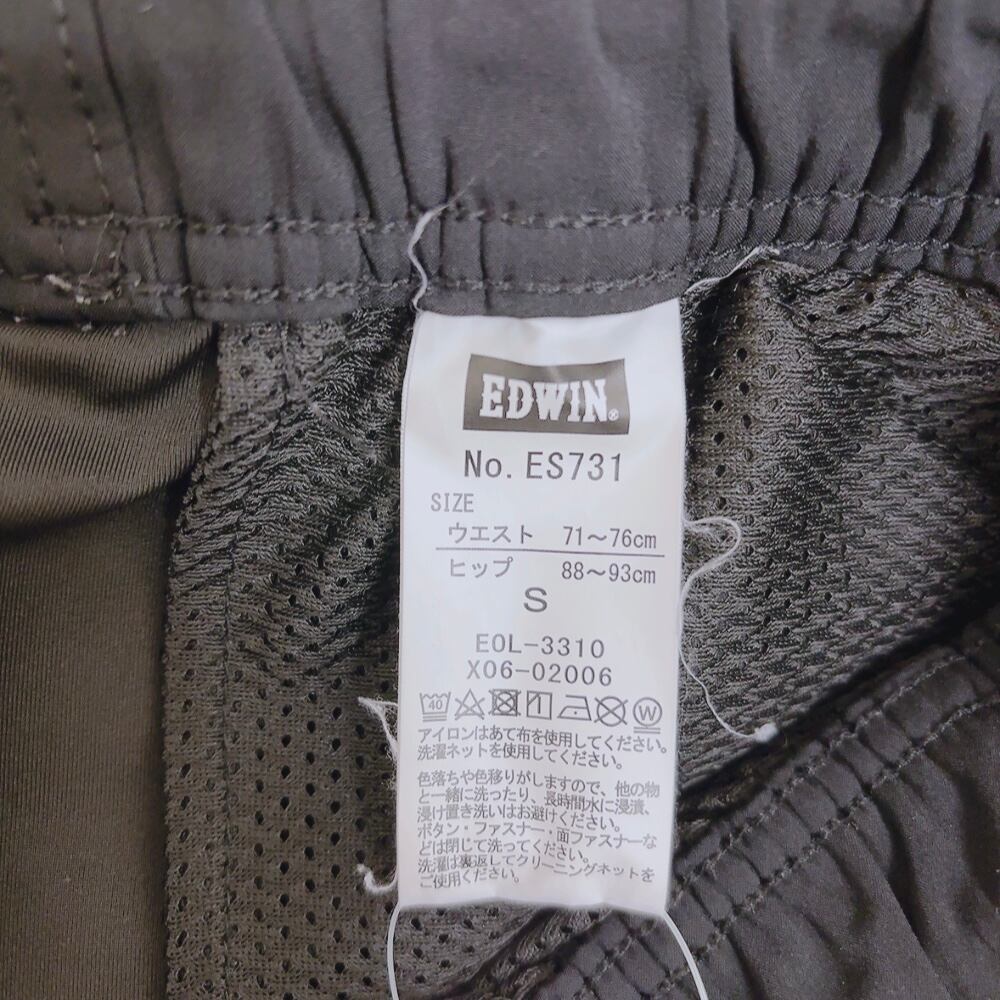 EDWIN®
No. ES731
SIZE
ウエスト 71～76cm
ヒップ 88～93cm
S
EOL-3310
X06-02006
40 W
アイロンはあて布を使用してください。
洗濯ネットを使用してください。
色落ちや色移りがしますので、他の物
と一緒に洗ったり、長時間水に浸漬、
浸け置き洗いはお避けください。
ボタン・ファスナー・面ファスナーな
どは閉じて洗ってください。
洗濯は裏返してクリーニングネットを
ご使用ください。